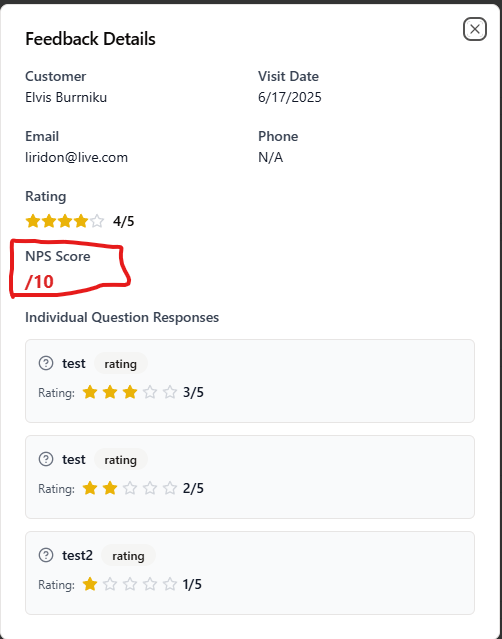 Feedback Details
Customer
Visit Date
Elvis Burrniku
6/17/2025
Email
Phone
liridon@live.com
N/A
Rating
4/5
NPS Score
/10
Individual Question Responses
test rating
Rating: 3/5
test rating
Rating: 2/5
test2 rating
Rating: 1/5